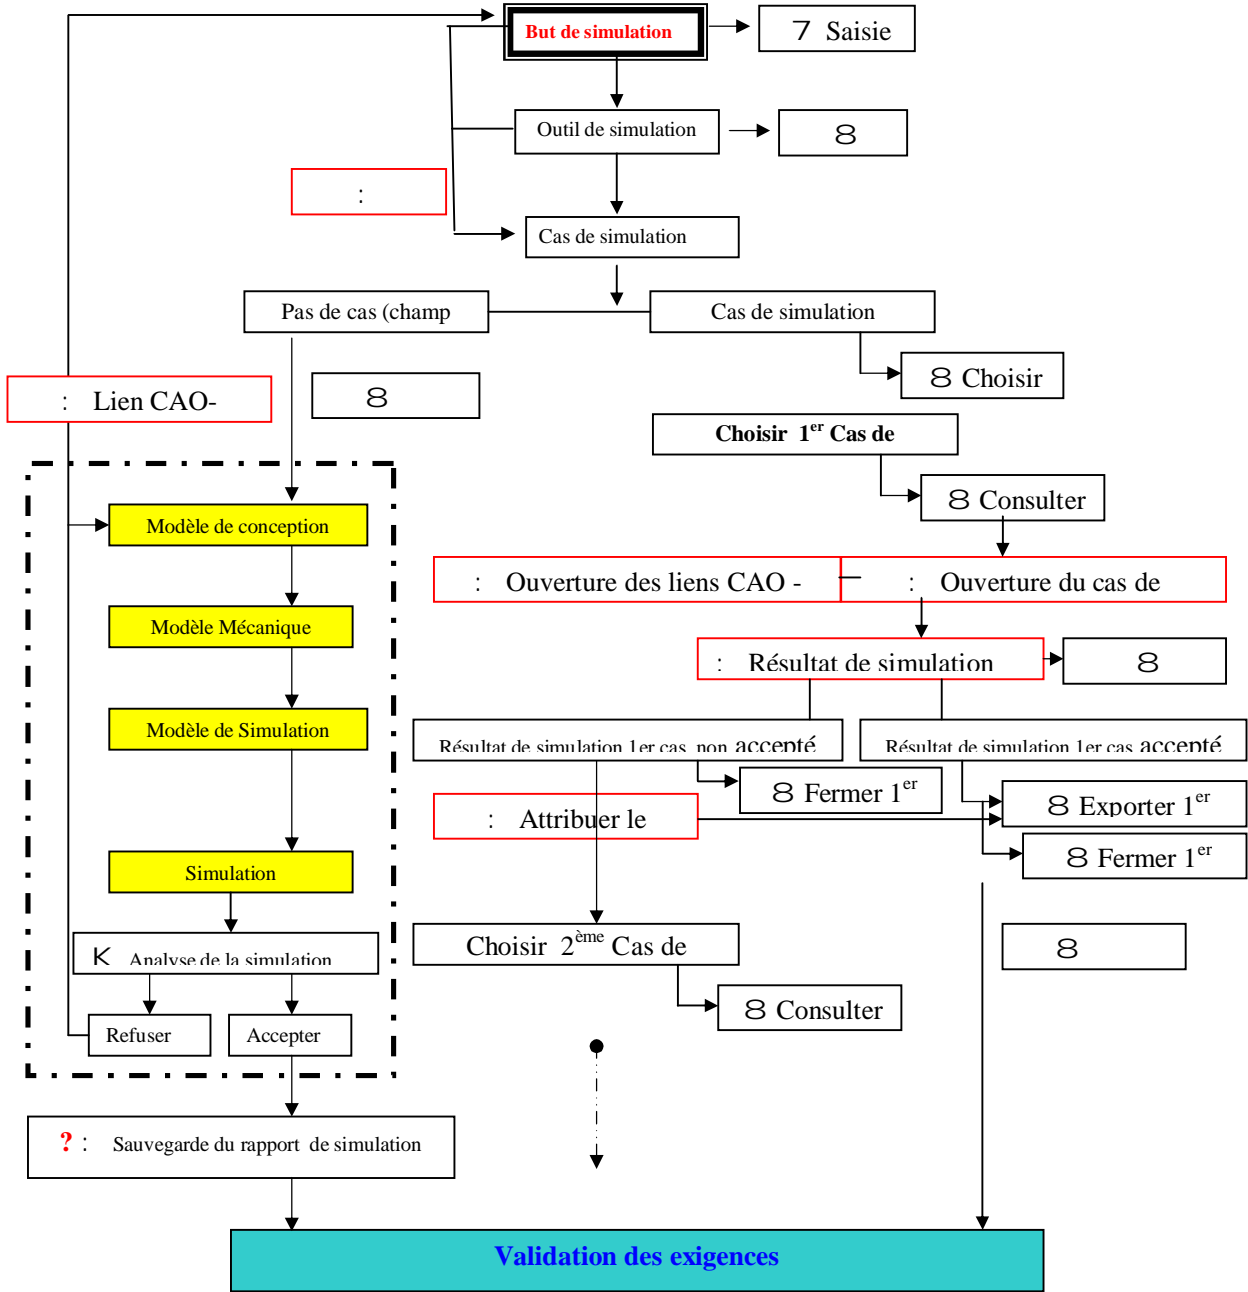 But de simulation
7 Saisie
Outil de simulation
8
:
Cas de simulation
Pas de cas (champ
Cas de simulation
8 Choisir
: Lien CAO-
8
Choisir 1er Cas de
8 Consulter
Modèle de conception
: Ouverture des liens CAO -
: Ouverture du cas de
Modèle Mécanique
: Résultat de simulation
8
Modèle de Simulation
Résultat de simulation 1er cas non accepté
Résultat de simulation 1er cas accepté
8 Fermer 1er
8 Exporter 1er
: Attribuer le
8 Fermer 1er
Simulation
K Analyse de la simulation
Choisir 2ème Cas de
8
8 Consulter
Refuser
Accepter
? : Sauvegarde du rapport de simulation
Validation des exigences